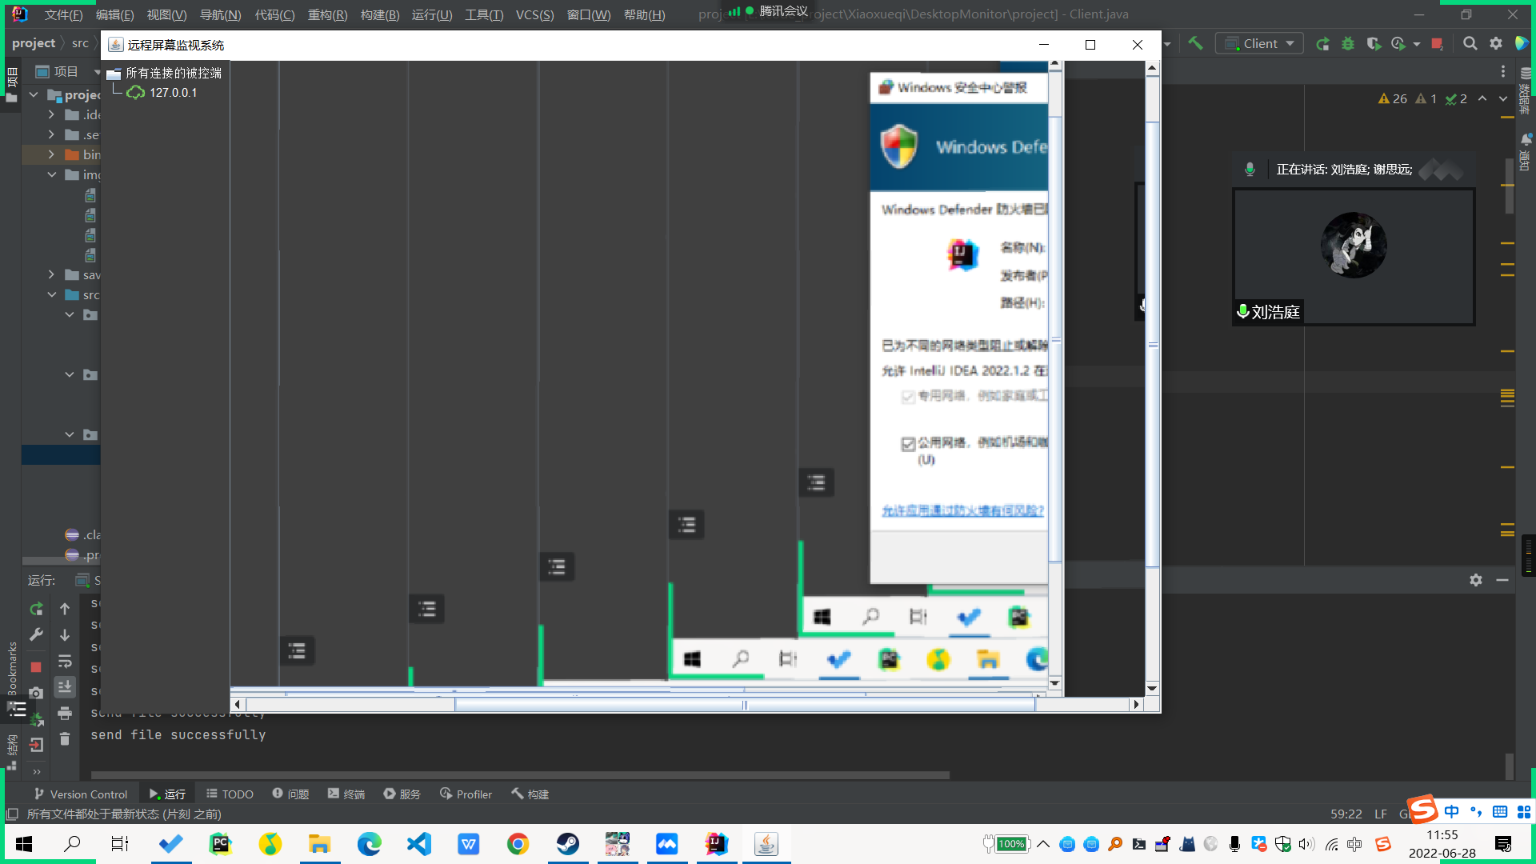 文件(F) 编辑(E) 视图(V) 导航(N) 代码(C) 重构(R) 构建(B) 运行(U) 工具(T) VCS(S) 窗口(W) 帮助(H)
腾讯会议
project\Xiaoxueqi\DesktopMonitor\project] - Client.java
project
src
远程屏幕监视系统
Client
项目
项目
所有连接的被控端
127.0.0.1
Windows 安全中心警报
26
1
2
数据库
通知
Windows Defe
正在讲话: 刘浩庭; 谢思远;
刘浩庭
Windows Defender 防火墙已
名称(N):
发布者(P
路径(H):
已为不同的网络类型阻止或解除
允许 IntelliJ IDEA 2022.1.2 在
专用网络，例如家庭或工
公用网络，例如机场和咖
(U)
允许应用通过防火墙有何风险?
.ide
.se
bin
img
sav
src
.cla
.pr
运行:
Bookmarks
结构
send file successfully
send file successfully
Version Control
运行
TODO
问题
终端
服务
Profiler
构建
所有文件都处于最新状态 (片刻 之前)
59:22
LF
中
100%
中
11:55
2022-06-28